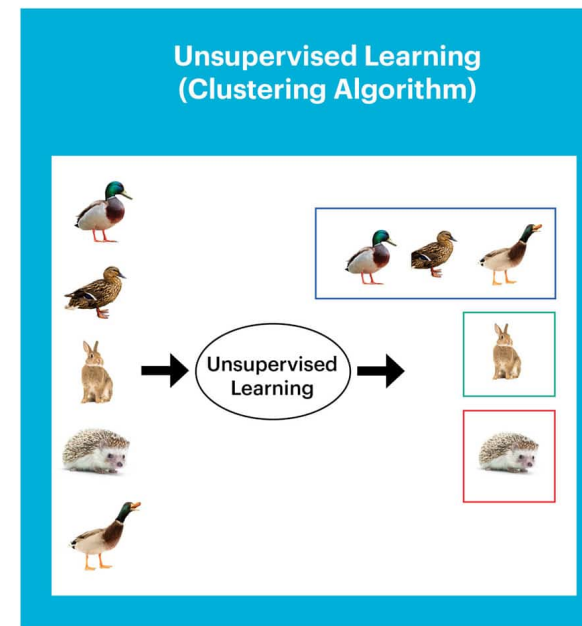 Unsupervised Learning
(Clustering Algorithm)
Unsupervised
Learning